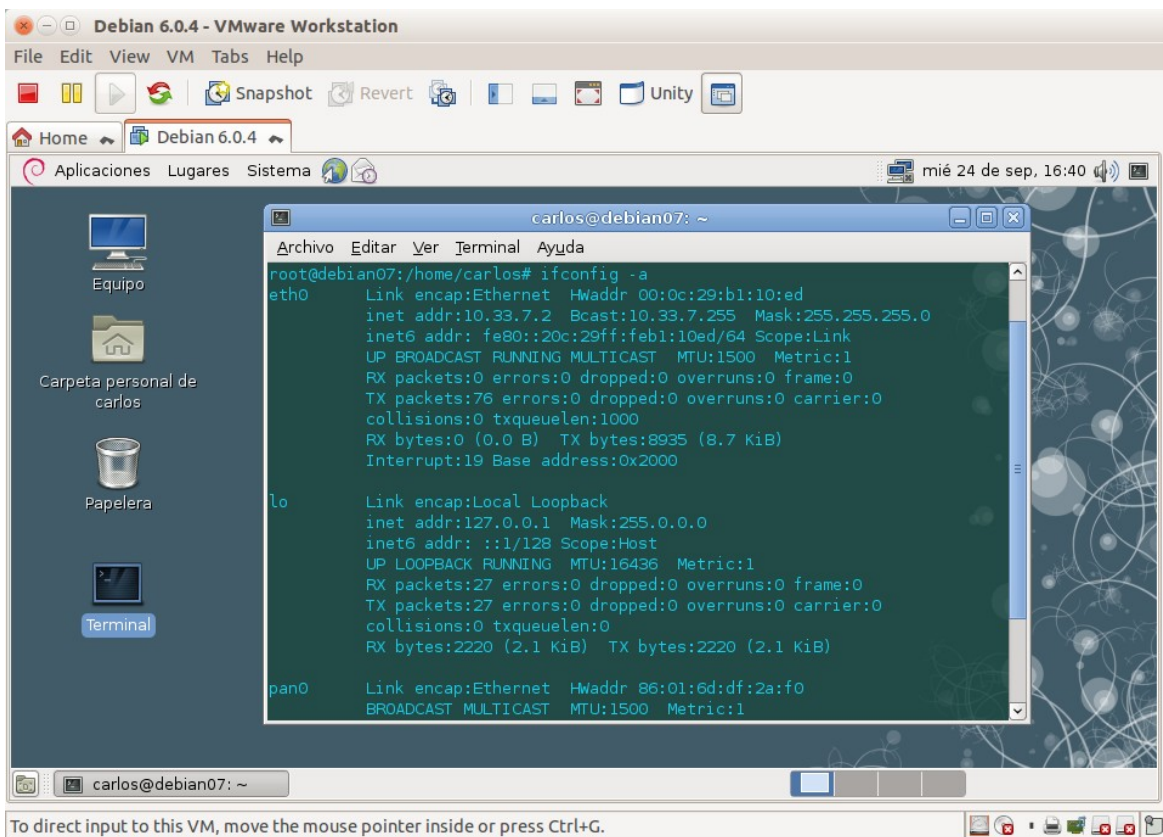 Debian 6.0.4 - VMware Workstation
File Edit View VM Tabs Help
Snapshot Revert Unity
Home Debian 6.0.4
Aplicaciones Lugares Sistema mié 24 de sep, 16:40
carlos@debian07: ~
Archivo Editar Ver Terminal Ayuda
root@debian07:/home/carlos# ifconfig -a
eth0 Link encap:Ethernet HWaddr 00:0c:29:b1:10:ed
inet addr:10.33.7.2 Bcast:10.33.7.255 Mask:255.255.255.0
inet6 addr: fe80::20c:29ff:feb1:10ed/64 Scope:Link
UP BROADCAST RUNNING MULTICAST MTU:1500 Metric:1
RX packets:0 errors:0 dropped:0 overruns:0 frame:0
TX packets:76 errors:0 dropped:0 overruns:0 carrier:0
collisions:0 txqueuelen:1000
RX bytes:0 (0.0 B) TX bytes:8935 (8.7 KiB)
Interrupt:19 Base address:0x2000
lo Link encap:Local Loopback
inet addr:127.0.0.1 Mask:255.0.0.0
inet6 addr: ::1/128 Scope:Host
UP LOOPBACK RUNNING MTU:16436 Metric:1
RX packets:27 errors:0 dropped:0 overruns:0 frame:0
TX packets:27 errors:0 dropped:0 overruns:0 carrier:0
collisions:0 txqueuelen:0
RX bytes:2220 (2.1 KiB) TX bytes:2220 (2.1 KiB)
pan0 Link encap:Ethernet HWaddr 86:01:6d:df:2a:f0
BROADCAST MULTICAST MTU:1500 Metric:1
Equipo
Carpeta personal de
carlos
Papelera
Terminal
carlos@debian07: ~
To direct input to this VM, move the mouse pointer inside or press Ctrl+G.